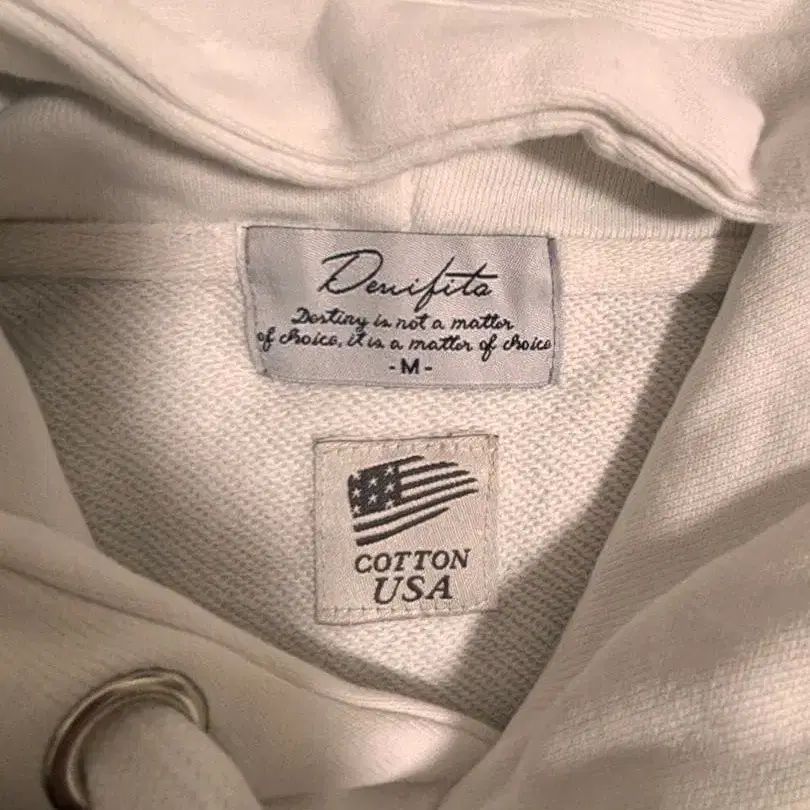 Denifita
Destiny is not a matter
of choice, it is a matter of choice
- M -
COTTON
USA